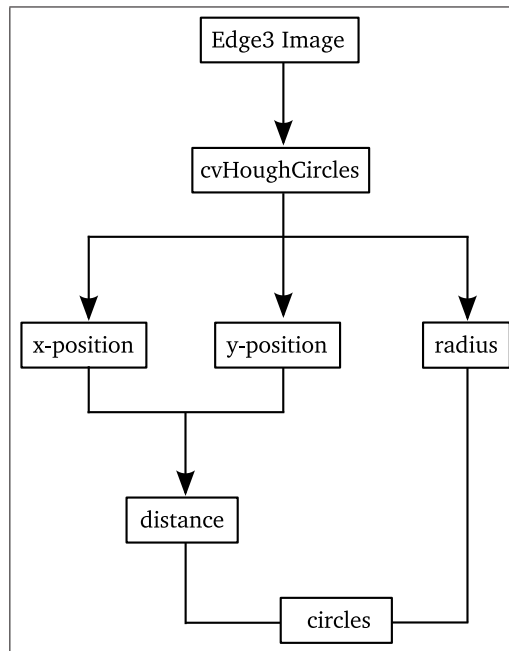 Edge3 Image
cvHoughCircles
x-position
y-position
radius
distance
circles